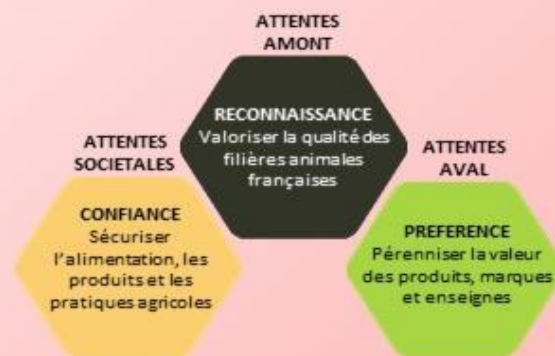 ATTENTES
AMONT
RECONNAISSANCE
Valoriser la qualité des
filières animales
françaises
ATTENTES
SOCIETALES
CONFIANCE
Sécuriser
l'alimentation, les
produits et les
pratiques agricoles
ATTENTES
AVAL
PREFERENCE
Pérenniser la valeur
des produits, marques
et enseignes